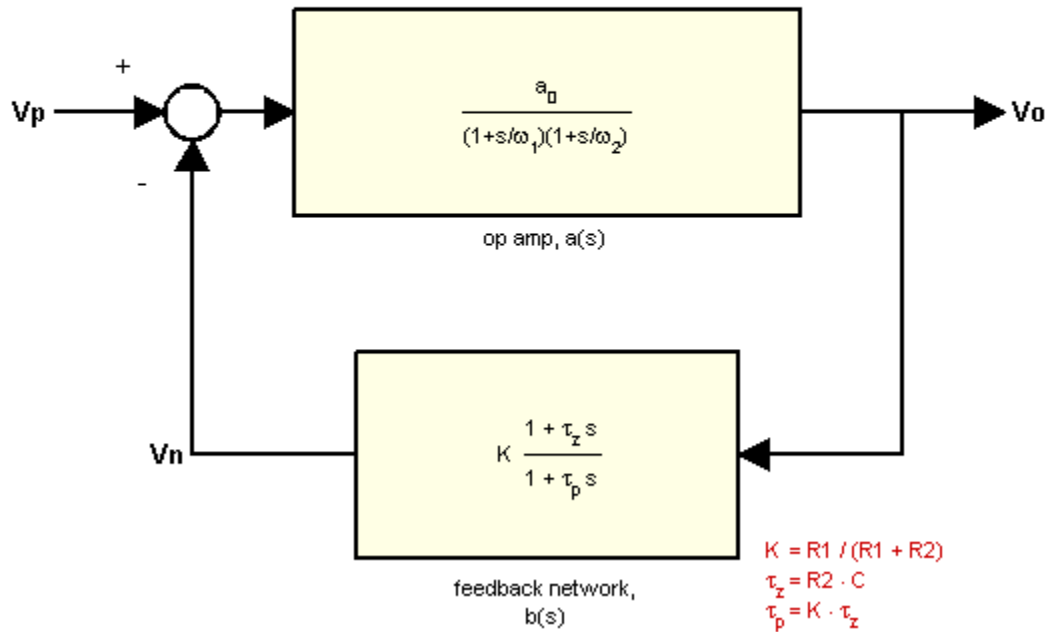 +
Vp
-
a₀
(1+s/ω₁)(1+s/ω₂)
Vo
op amp, a(s)
Vn
K
1 + τz s
1 + τp s
feedback network,
b(s)
K = R1 / (R1 + R2)
τz = R2 · C
τp = K · τz